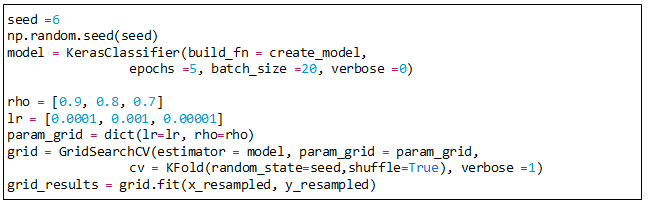 seed =6
np.random.seed(seed)
model = KerasClassifier(build_fn = create_model,
epochs =5, batch_size =20, verbose =0)
rho = [0.9, 0.8, 0.7]
lr = [0.0001, 0.001, 0.00001]
param_grid = dict(lr=lr, rho=rho)
grid = GridSearchCV(estimator = model, param_grid = param_grid,
cv = KFold(random_state=seed,shuffle=True), verbose =1)
grid_results = grid.fit(x_resampled, y_resampled)